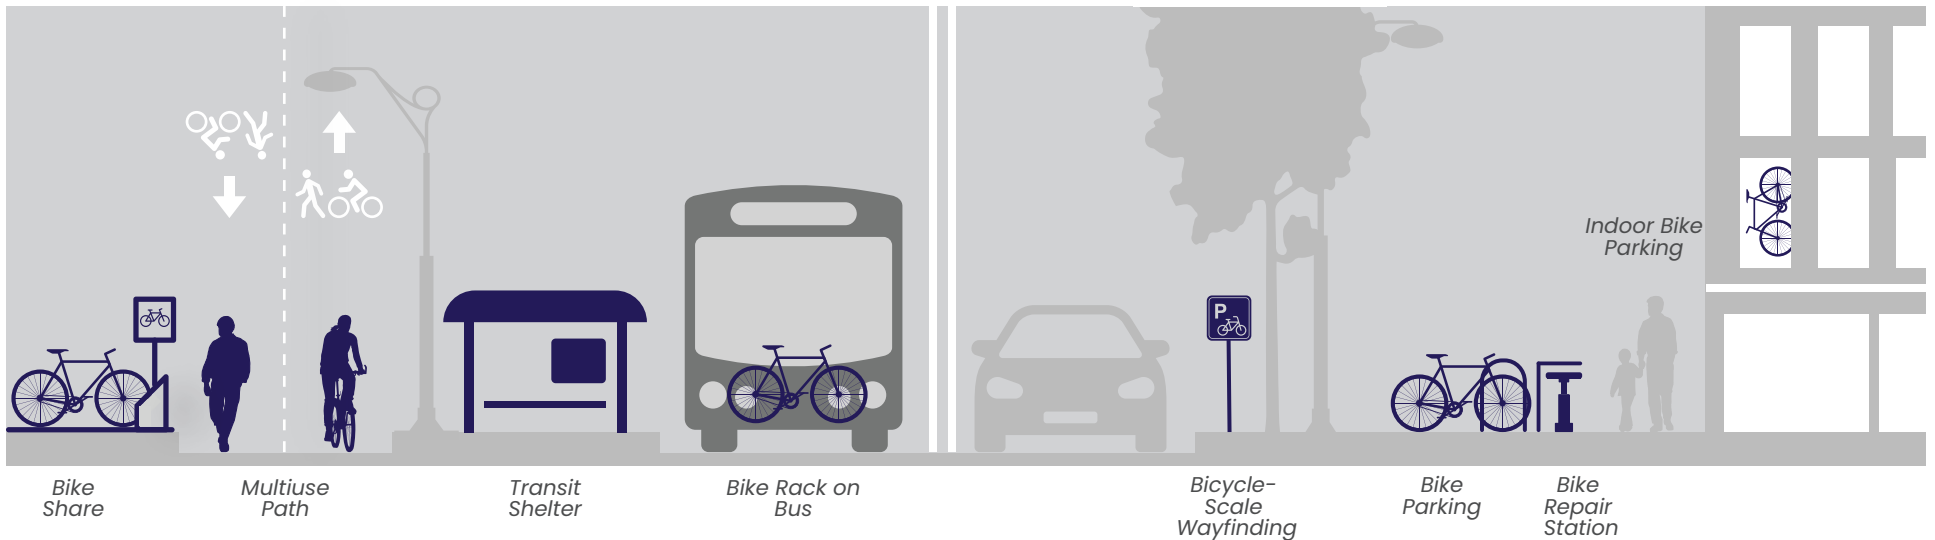 P
Indoor Bike
Parking
Bike
Share
Multiuse
Path
Transit
Shelter
Bike Rack on
Bus
Bicycle-
Scale
Wayfinding
Bike
Parking
Bike
Repair
Station